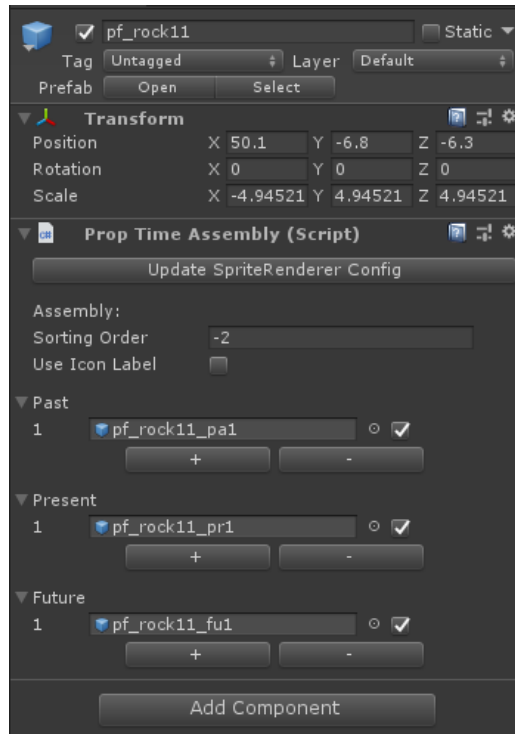 pf_rock11 Static
Tag Untagged Layer Default
Prefab Open Select
Transform
Position X 50.1 Y -6.8 Z -6.3
Rotation X 0 Y 0 Z 0
Scale X -4.94521 Y 4.94521 Z 4.94521
C# Prop Time Assembly (Script)
Update SpriteRenderer Config
Assembly:
Sorting Order -2
Use Icon Label
Past
1 pf_rock11_pa1
+ -
Present
1 pf_rock11_pr1
+ -
Future
1 pf_rock11_fu1
+ -
Add Component